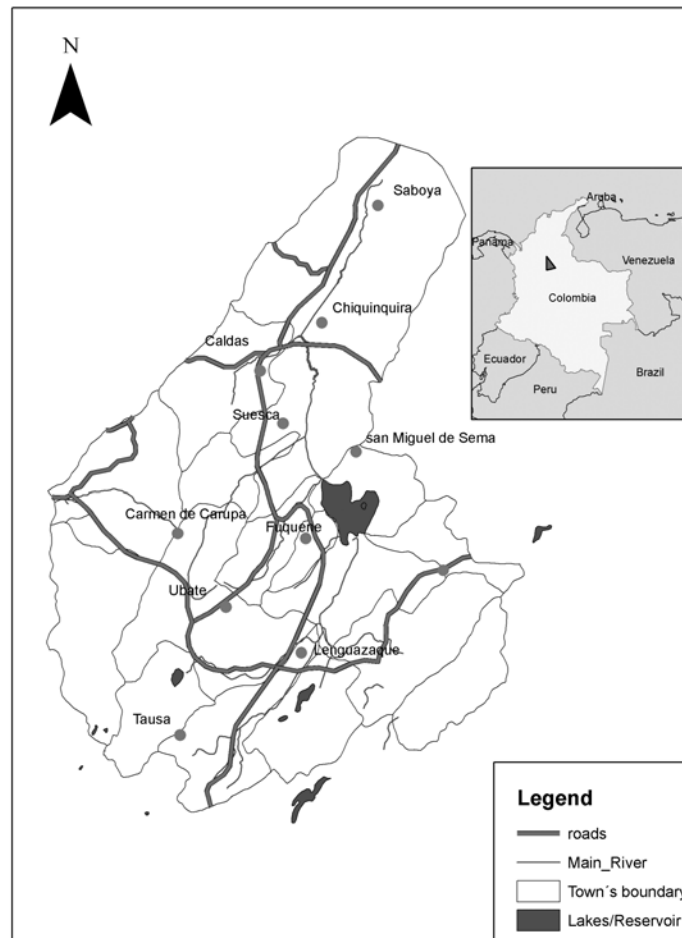 N
Saboya
Aruba
Panama
Venezuela
Chiquinquira
Colombia
Caldas
Ecuador
Brazil
Peru
Suesca
san Miguel de Sema
Carmen de Carupa
Fuquene
Ubate
Lenguazaque
Tausa
Legend
roads
Main_River
Town´s boundary
Lakes/Reservoir